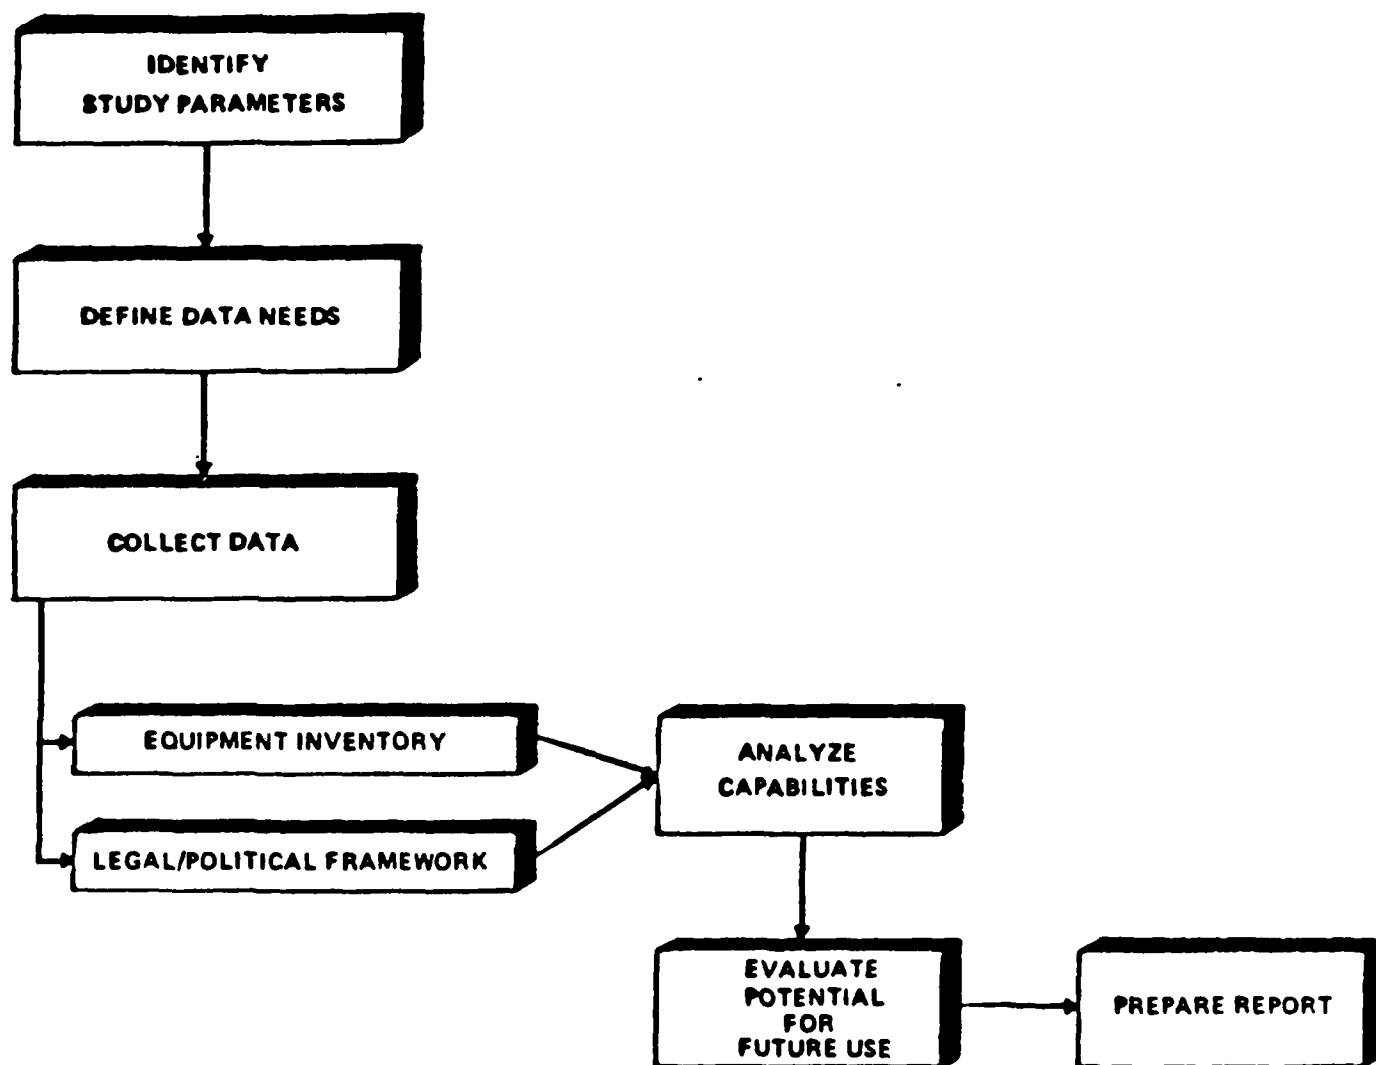 IDENTIFY
STUDY PARAMETERS
DEFINE DATA NEEDS
COLLECT DATA
EQUIPMENT INVENTORY
LEGAL/POLITICAL FRAMEWORK
ANALYZE
CAPABILITIES
EVALUATE
POTENTIAL
FOR
FUTURE USE
PREPARE REPORT